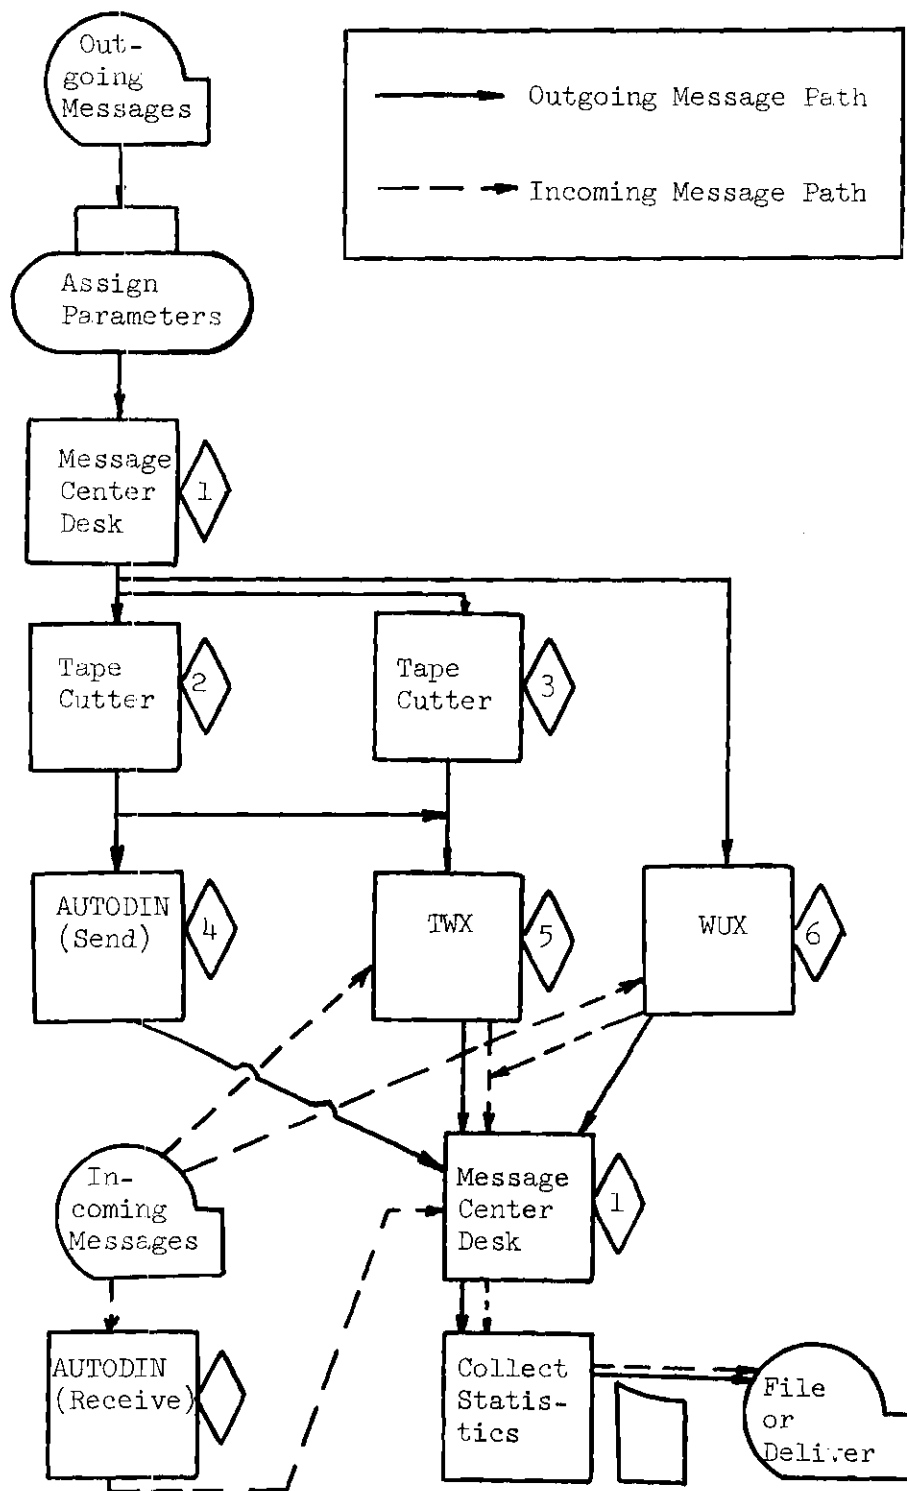 Out-
going
Messages
Outgoing Message Path
Incoming Message Path
Assign
Parameters
Message
Center
Desk
1
Tape
Cutter
2
Tape
Cutter
3
AUTODIN
(Send)
4
TWX
5
WUX
6
In-
coming
Messages
Message
Center
Desk
1
AUTODIN
(Receive)
Collect
Statis-
tics
File
or
Deliver